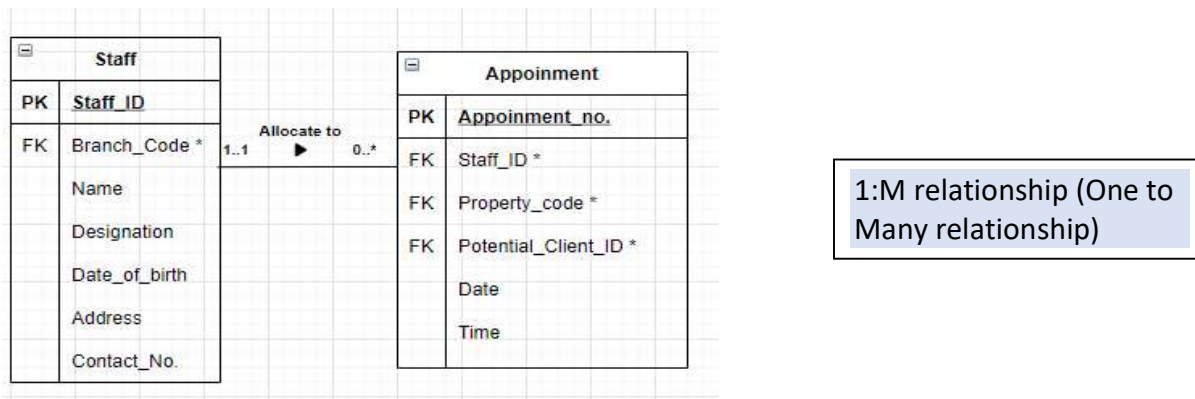 Staff
PK Staff_ID
FK Branch_Code *
Name
Designation
Date_of_birth
Address
Contact_No.
Allocate to
1..1 0..*
Appoinment
PK Appoinment_no.
FK Staff_ID *
FK Property_code *
FK Potential_Client_ID *
Date
Time
1:M relationship (One to
Many relationship)